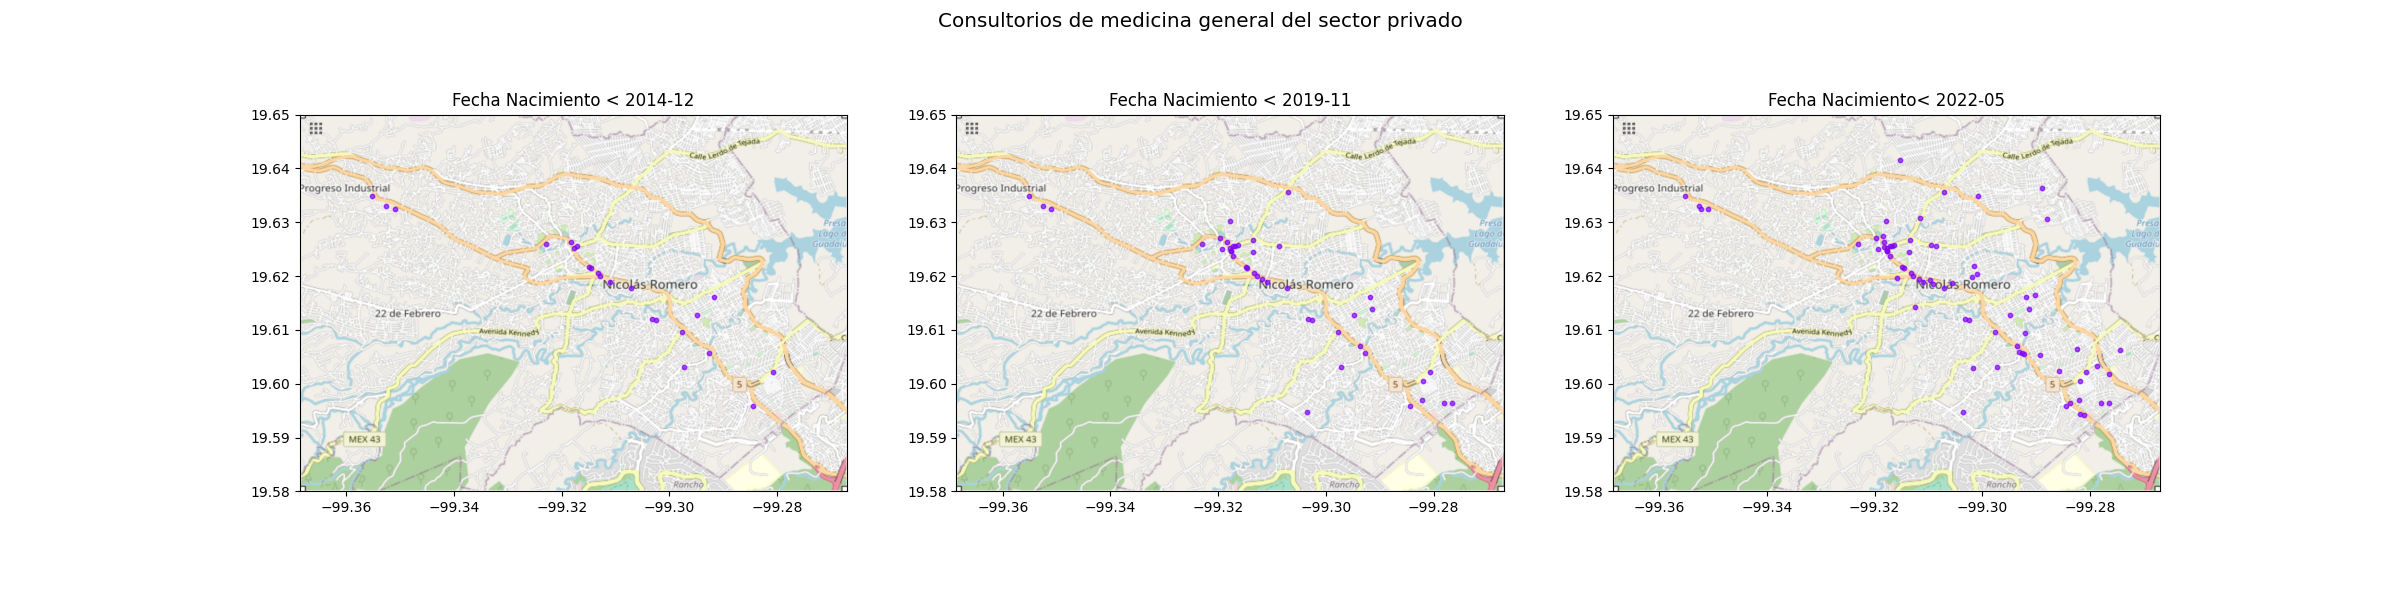 Consultorios de medicina general del sector privado
Fecha Nacimiento < 2014-12
19.65
19.64
19.63
19.62
19.61
19.60
19.59
19.58
Calle Lerdo de Tejada
Progreso Industrial
Presa
Lago d
Guadalu
Nicolás Romero
22 de Febrero
Avenida Kennedy
5
MEX 43
Rancho
−99.36 −99.34 −99.32 −99.30 −99.28
Fecha Nacimiento < 2019-11
19.65
19.64
19.63
19.62
19.61
19.60
19.59
19.58
Calle Lerdo de Tejada
Progreso Industrial
Presa
Lago d
Guadalu
Nicolás Romero
22 de Febrero
Avenida Kennedy
5
MEX 43
Rancho
−99.36 −99.34 −99.32 −99.30 −99.28
Fecha Nacimiento< 2022-05
19.65
19.64
19.63
19.62
19.61
19.60
19.59
19.58
Calle Lerdo de Tejada
Progreso Industrial
Presa
Lago d
Guadalu
Nicolás Romero
22 de Febrero
Avenida Kennedy
5
MEX 43
Rancho
−99.36 −99.34 −99.32 −99.30 −99.28